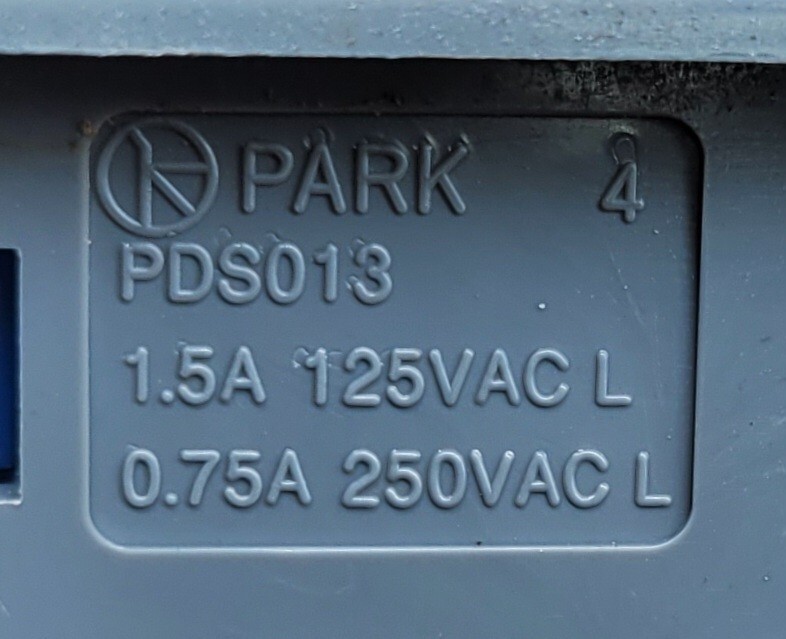 PARK 4
PDS013
1.5A 125VAC L
0.75A 250VAC L